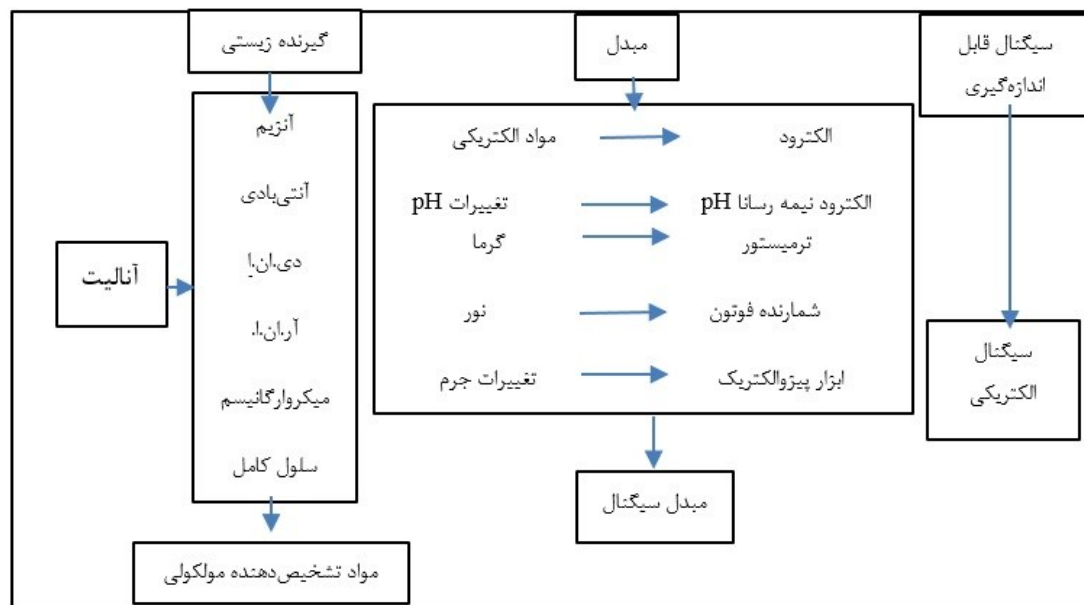 گیرنده زیستی
مبدل
سیگنال قابل
اندازه‌گیری
آنالیت
آنزیم
آنتی‌بادی
دی.ان.اِ
آر.ان.ا.
میکروارگانیسم
سلول کامل
مواد تشخیص‌دهنده مولکولی
مواد الکتریکی
الکترود
تغییرات pH
الکترود نیمه رسانا pH
گرما
ترمیستور
نور
شمارنده فوتون
تغییرات جرم
ابزار پیزوالکتریک
مبدل سیگنال
سیگنال
الکتریکی